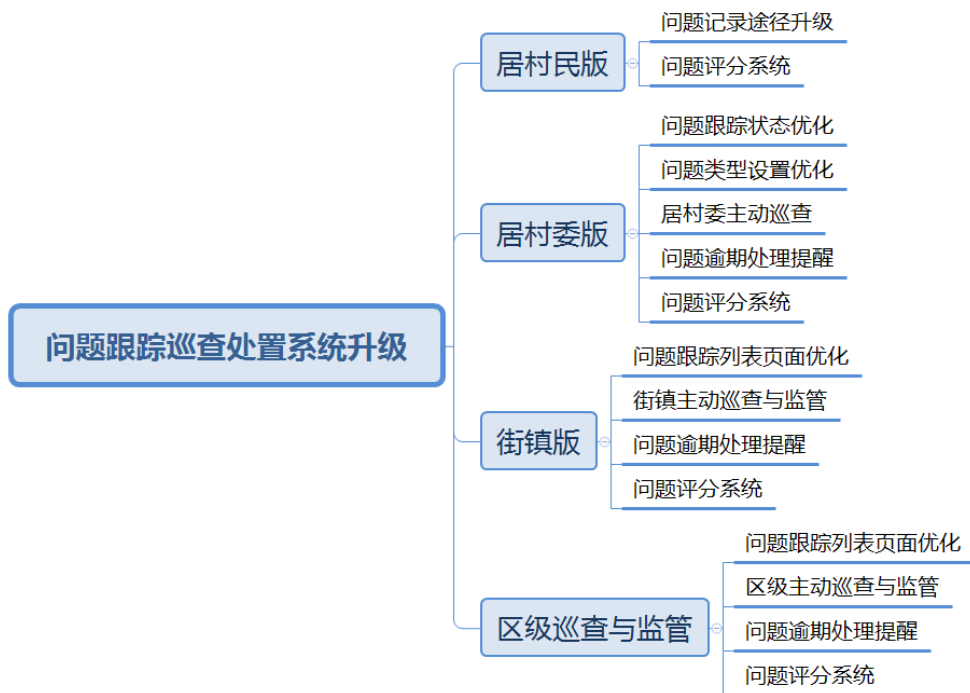 问题跟踪巡查处置系统升级
居村民版
问题记录途径升级
问题评分系统
居村委版
问题跟踪状态优化
问题类型设置优化
居村委主动巡查
问题逾期处理提醒
问题评分系统
街镇版
问题跟踪列表页面优化
街镇主动巡查与监管
问题逾期处理提醒
问题评分系统
区级巡查与监管
问题跟踪列表页面优化
区级主动巡查与监管
问题逾期处理提醒
问题评分系统